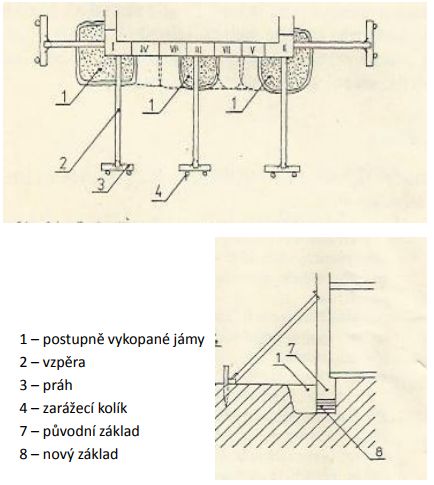 I IV VII III VII V II
1 1 1
2
3 4
1 – postupně vykopané jámy
2 – vzpěra
3 – práh
4 – zarážecí kolík
7 – původní základ
8 – nový základ
1 7
8